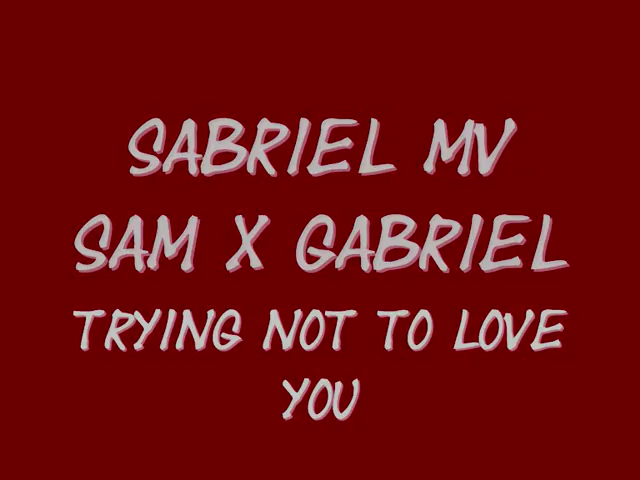 SABRIEL MV
SAM X GABRIEL
TRYING NOT TO LOVE
YOU